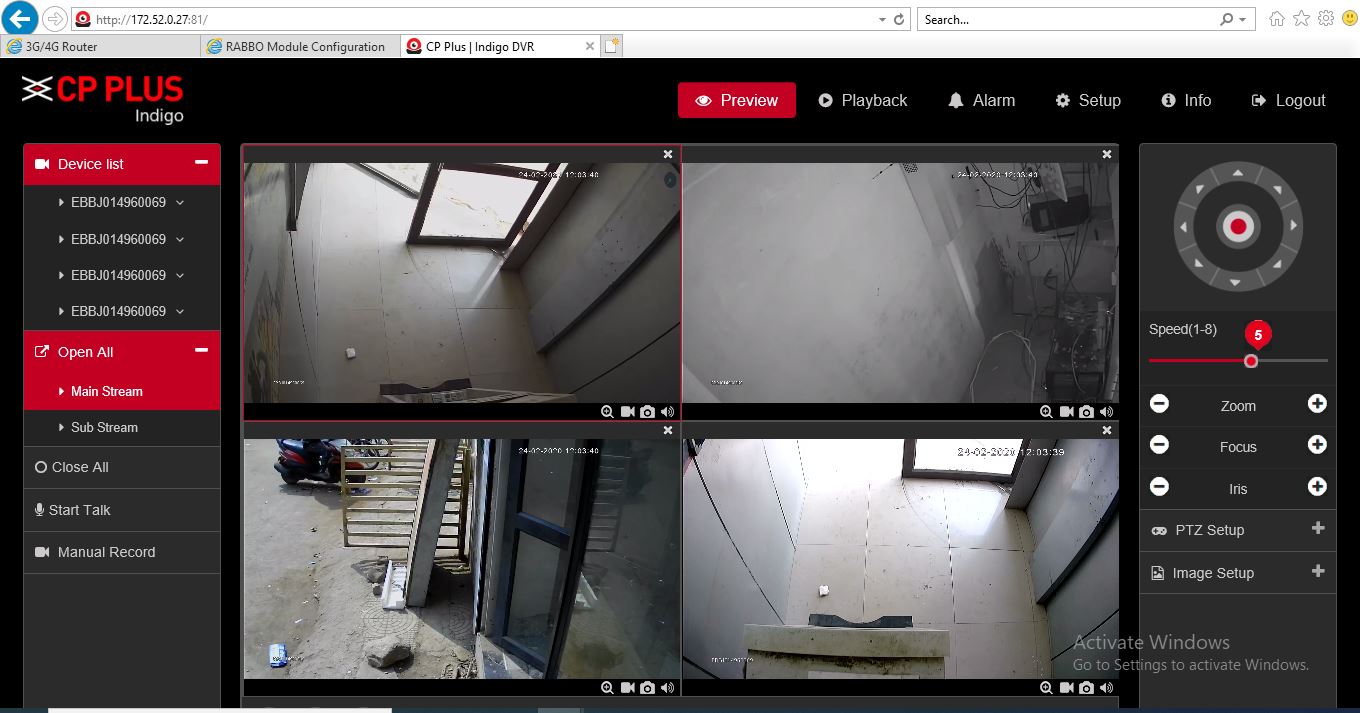 http://172.52.0.27:81/
Search...
3G/4G Router
RABBO Module Configuration
CP Plus | Indigo DVR
CP PLUS
Indigo
Preview
Playback
Alarm
Setup
Info
Logout
Device list
EBBJ014960069
EBBJ014960069
EBBJ014960069
EBBJ014960069
Open All
Main Stream
Sub Stream
Close All
Start Talk
Manual Record
24-02-2020 12:03:40
24-02-2020 12:03:40
24-02-2020 12:03:40
24-02-2020 12:03:39
Speed(1-8)
5
Zoom
Focus
Iris
PTZ Setup
Image Setup
Activate Windows
Go to Settings to activate Windows.